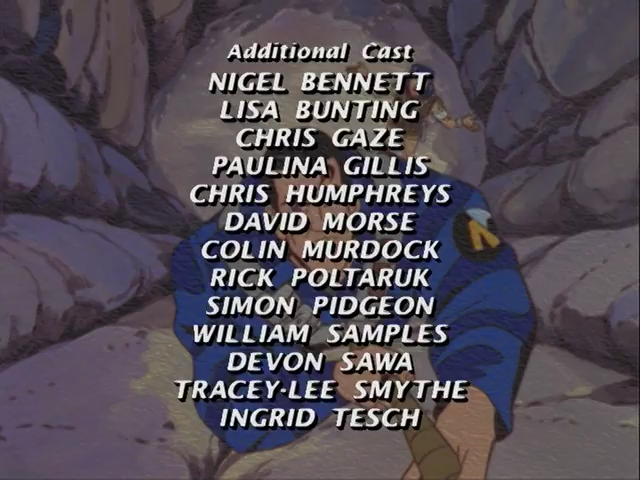 Additional Cast
NIGEL BENNETT
LISA BUNTING
CHRIS GAZE
PAULINA GILLIS
CHRIS HUMPHREYS
DAVID MORSE
COLIN MURDOCK
RICK POLTARUK
SIMON PIDGEON
WILLIAM SAMPLES
DEVON SAWA
TRACEY-LEE SMYTHE
INGRID TESCH